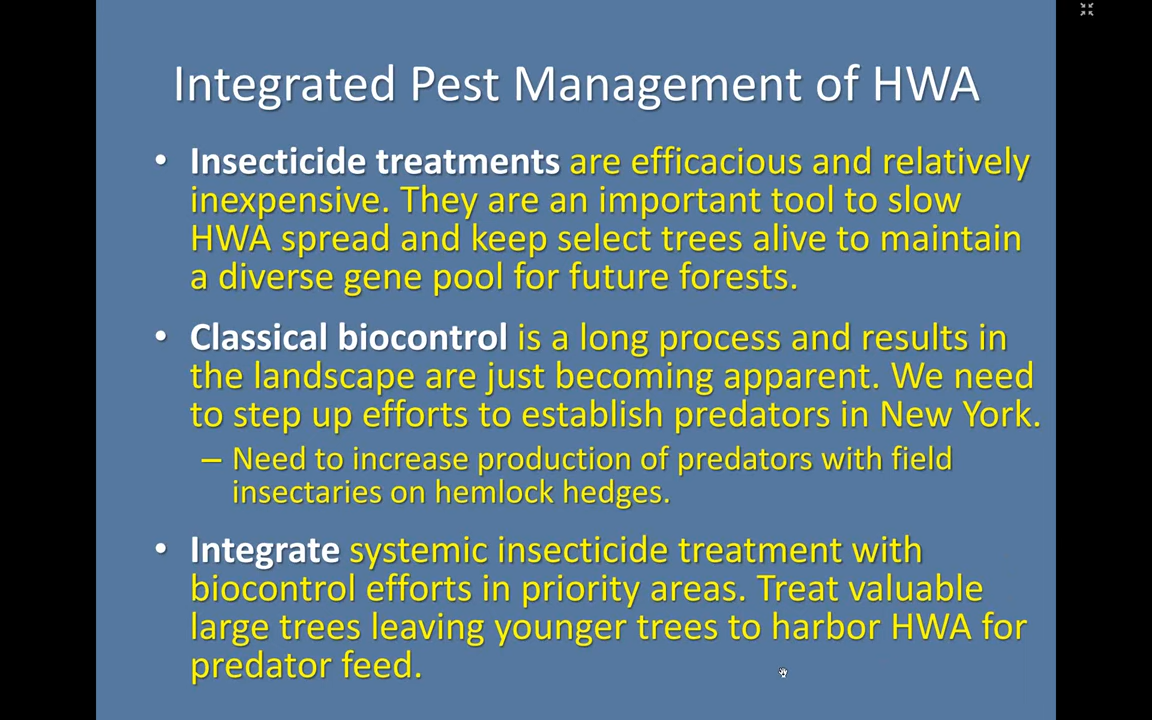 Integrated Pest Management of HWA
• Insecticide treatments are efficacious and relatively
inexpensive. They are an important tool to slow
HWA spread and keep select trees alive to maintain
a diverse gene pool for future forests.
• Classical biocontrol is a long process and results in
the landscape are just becoming apparent. We need
to step up efforts to establish predators in New York.
– Need to increase production of predators with field
insectaries on hemlock hedges.
• Integrate systemic insecticide treatment with
biocontrol efforts in priority areas. Treat valuable
large trees leaving younger trees to harbor HWA for
predator feed.